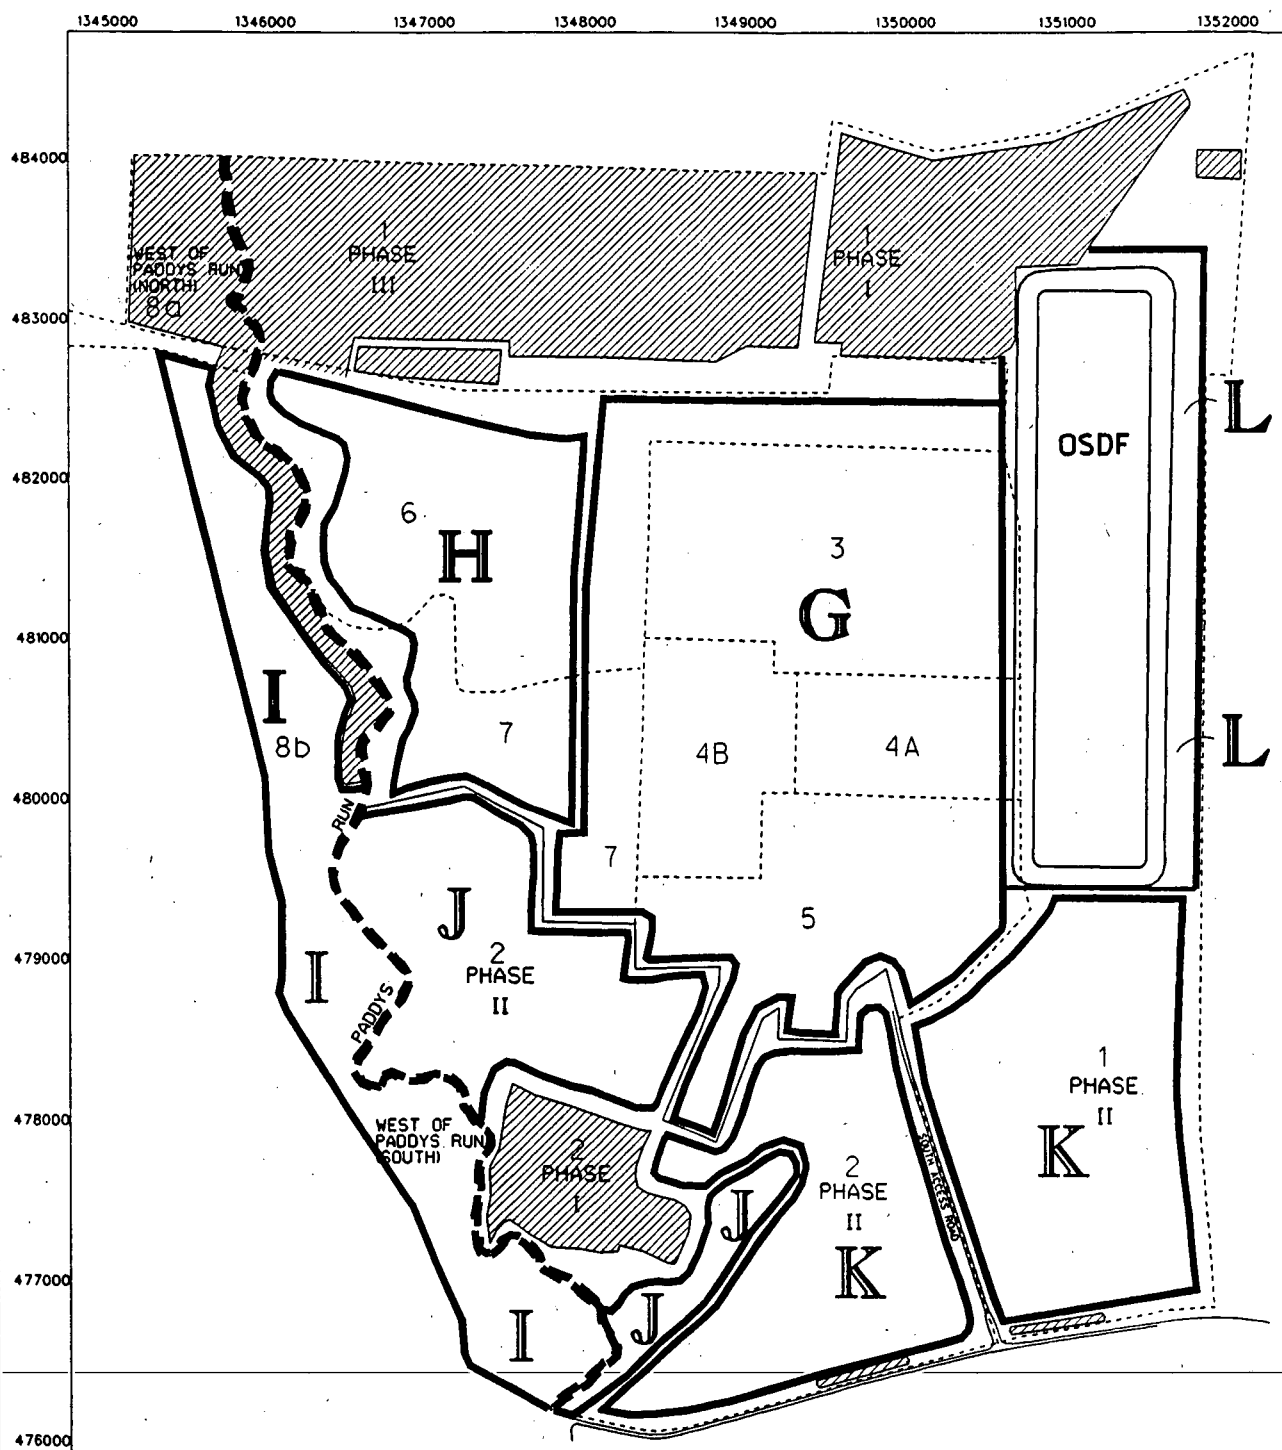 1345000 1346000 1347000 1348000 1349000 1350000 1351000 1352000
484000
483000
482000
481000
480000
479000
478000
477000
476000
WEST OF
PADDYS RUN
(NORTH)
8a
1
PHASE
III
1
PHASE
I
OSDF
L
L
6
H
3
G
I
8b
7
4B
4A
7
5
RUN
PADDYS
J
2
PHASE
II
I
1
PHASE
II
K
WEST OF
PADDYS RUN
(SOUTH)
2
PHASE
I
J
2
PHASE
II
K
SOUTH ACCESS ROAD
I
J